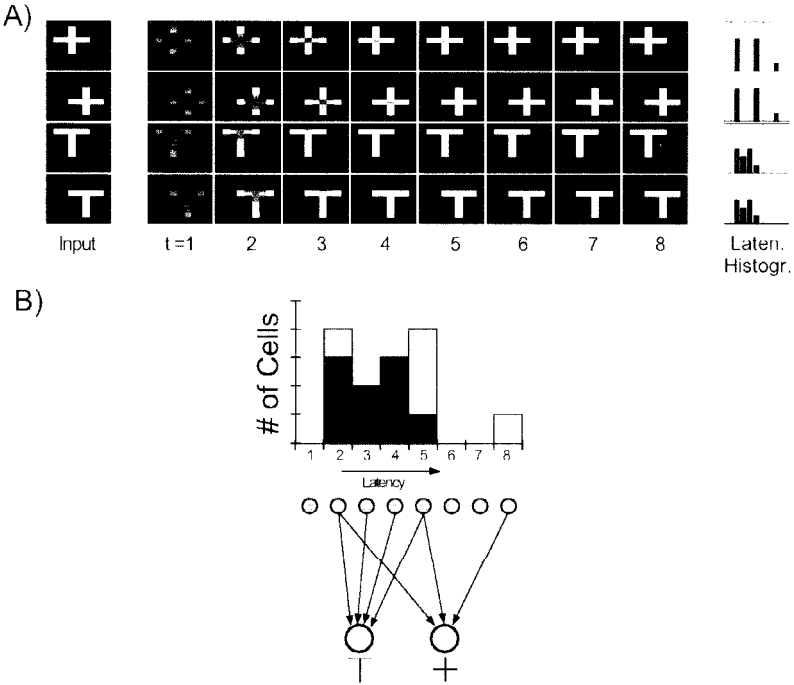 A)
Input
t =1 2 3 4 5 6 7 8
Laten.
Histogr.
B)
# of Cells
1 2 3 4 5 6 7 8
Latency
T +